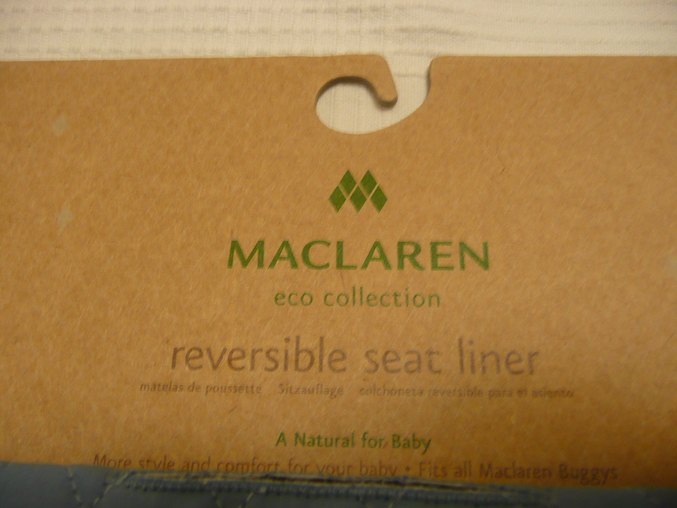 MACLAREN
eco collection
reversible seat liner
matelas de poussette Sitzauflage colchoneta reversible para el asiento
A Natural for Baby
More style and comfort for your baby • Fits all Maclaren Buggys